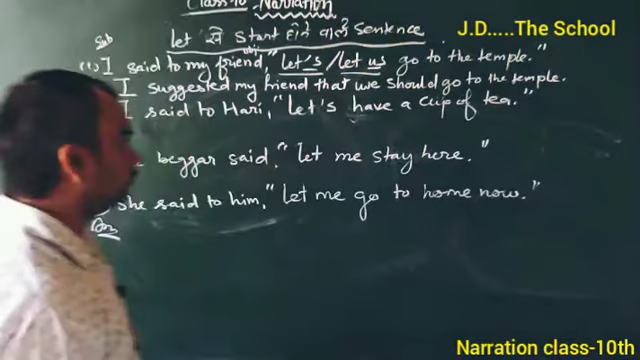 Class-10 Narration
let से start होने वाले sentence
J.D.....The School
Sub
obj
(1) I said to my friend, "let's /let us go to the temple."
I suggested my friend that we should go to the temple.
I said to Hari, "Let's have a cup of tea."
beggar said, "let me stay here."
she said to him, "let me go to home now."
Narration class-10th